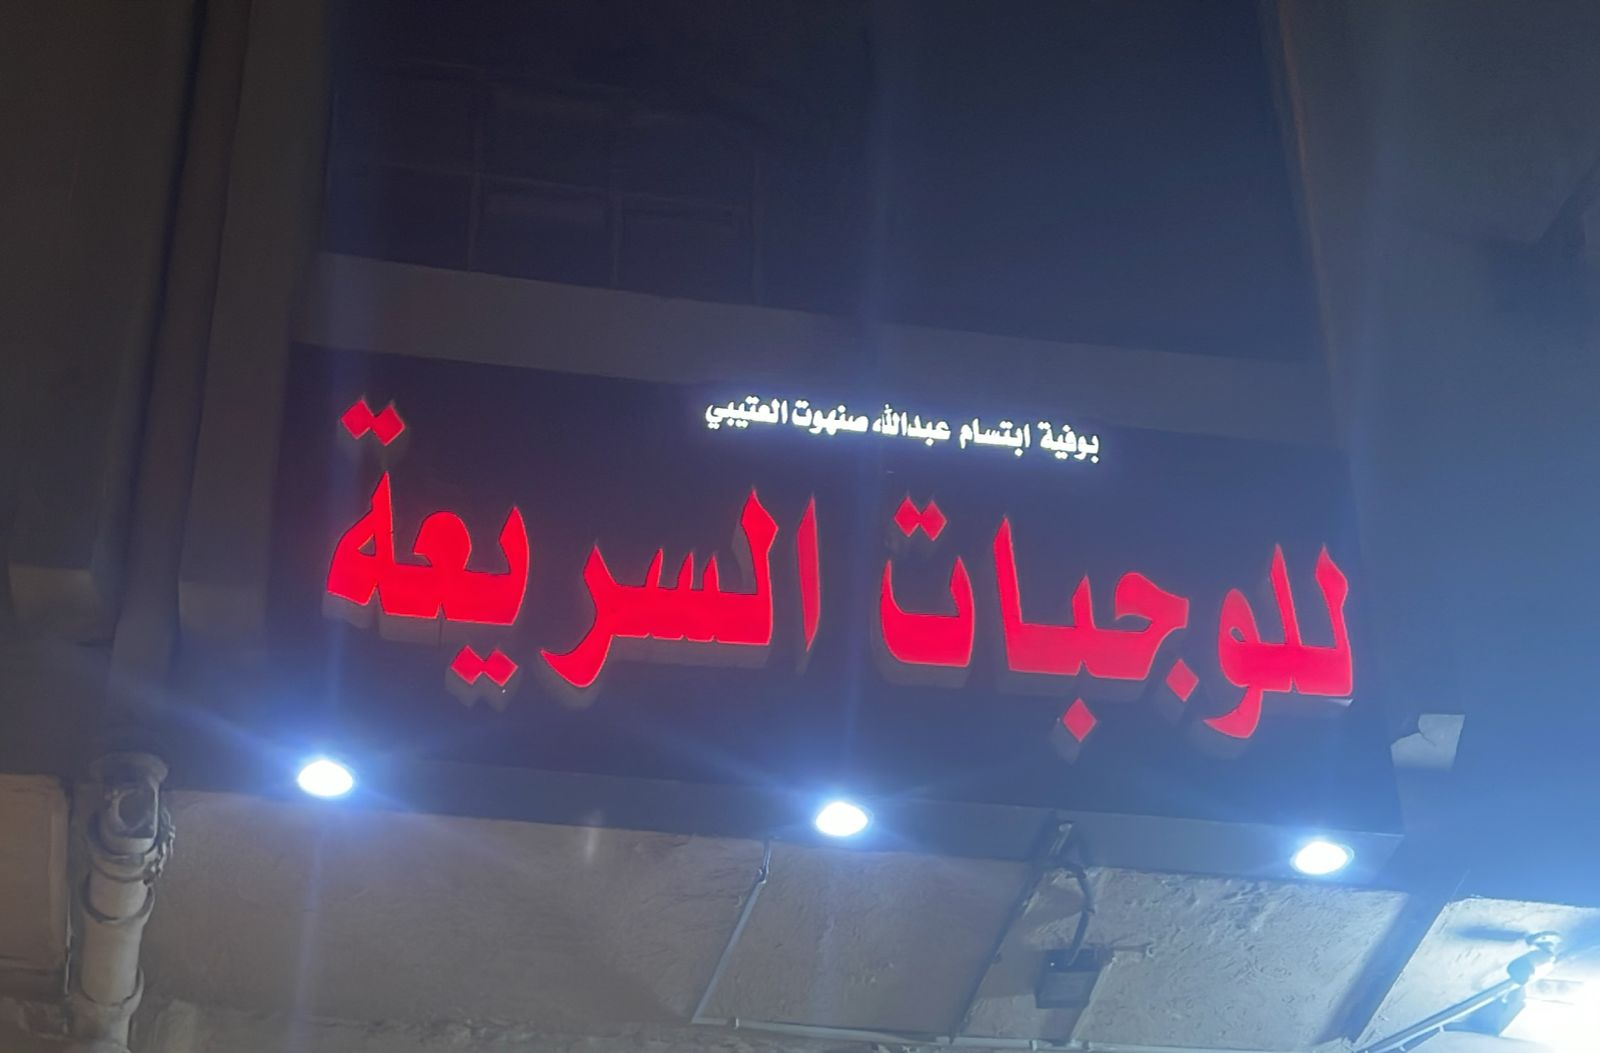 بوفية ابتسام عبدالله صنهوت العتيبي
للوجبات السريعة